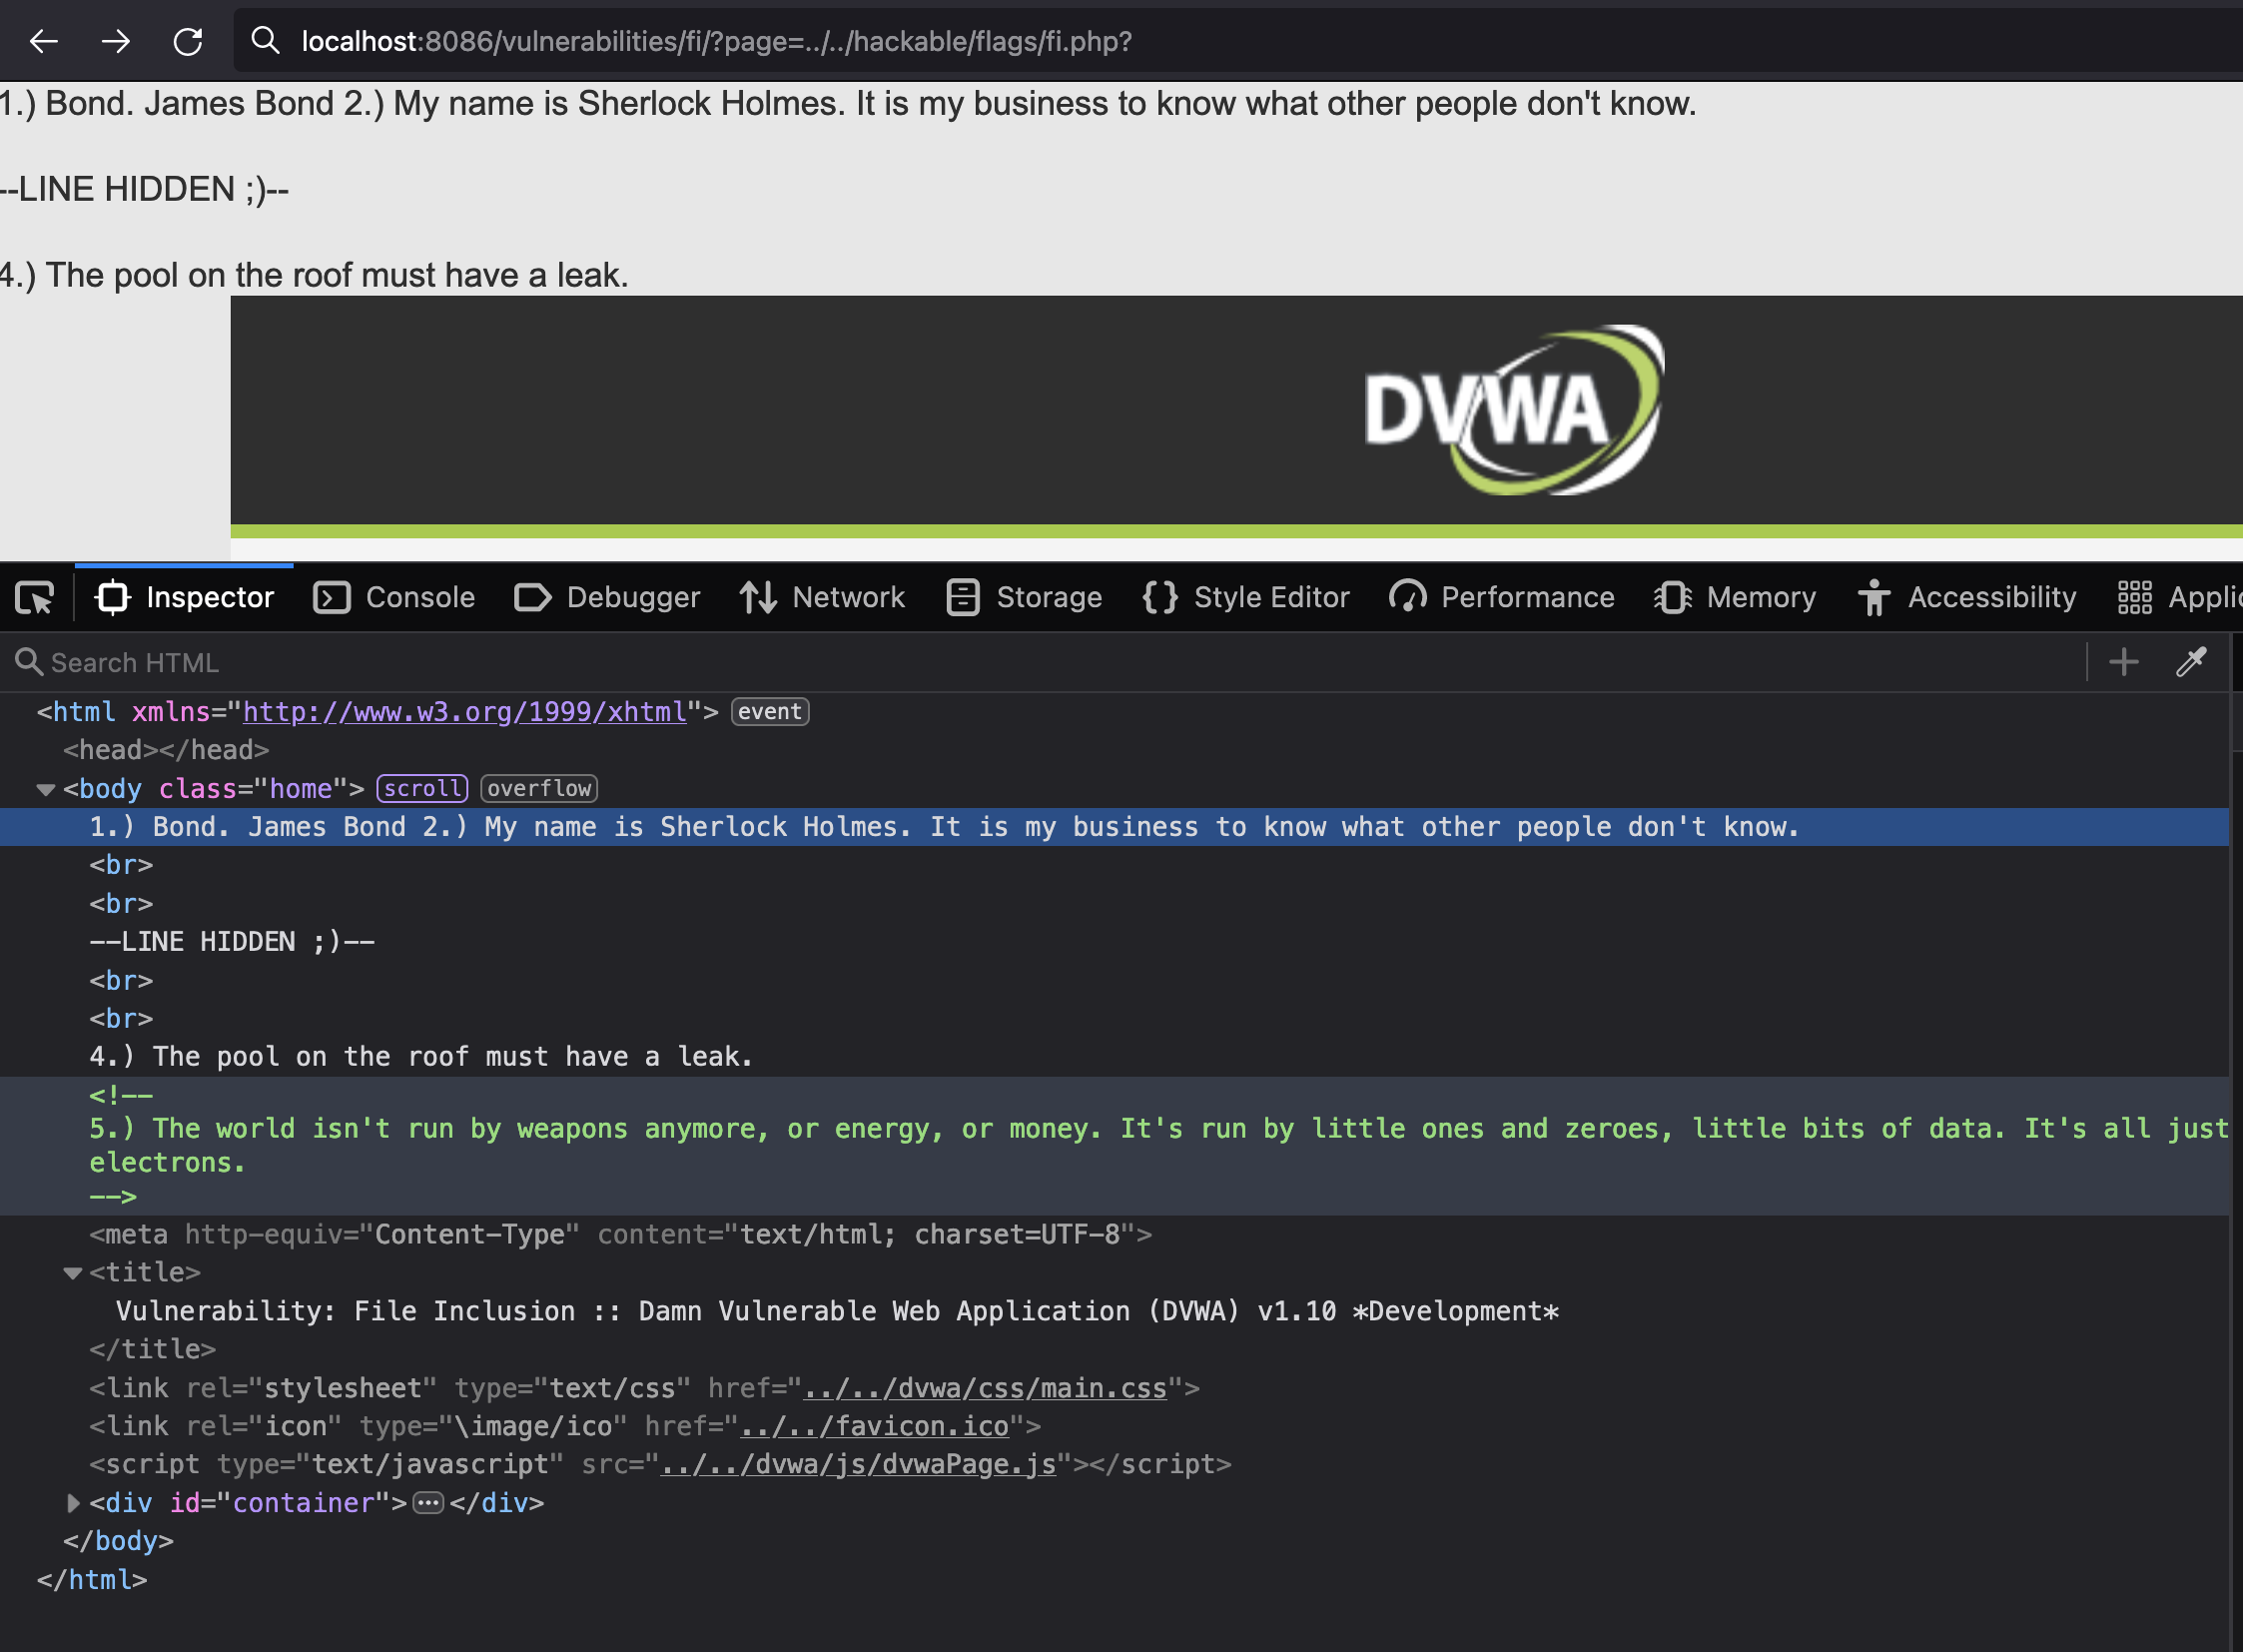 localhost:8086/vulnerabilities/fi/?page=../../hackable/flags/fi.php?
1.) Bond. James Bond 2.) My name is Sherlock Holmes. It is my business to know what other people don't know.
--LINE HIDDEN ;)--
4.) The pool on the roof must have a leak.
DVWA
Inspector Console Debugger Network Storage Style Editor Performance Memory Accessibility Applic
Search HTML
<html xmlns="http://www.w3.org/1999/xhtml"> event
<head></head>
<body class="home"> scroll overflow
1.) Bond. James Bond 2.) My name is Sherlock Holmes. It is my business to know what other people don't know.
<br>
<br>
--LINE HIDDEN ;)--
<br>
<br>
4.) The pool on the roof must have a leak.
<!--
5.) The world isn't run by weapons anymore, or energy, or money. It's run by little ones and zeroes, little bits of data. It's all just
electrons.
-->
<meta http-equiv="Content-Type" content="text/html; charset=UTF-8">
<title>
Vulnerability: File Inclusion :: Damn Vulnerable Web Application (DVWA) v1.10 *Development*
</title>
<link rel="stylesheet" type="text/css" href="../../dvwa/css/main.css">
<link rel="icon" type="\image/ico" href="../../favicon.ico">
<script type="text/javascript" src="../../dvwa/js/dvwaPage.js"></script>
<div id="container">…</div>
</body>
</html>